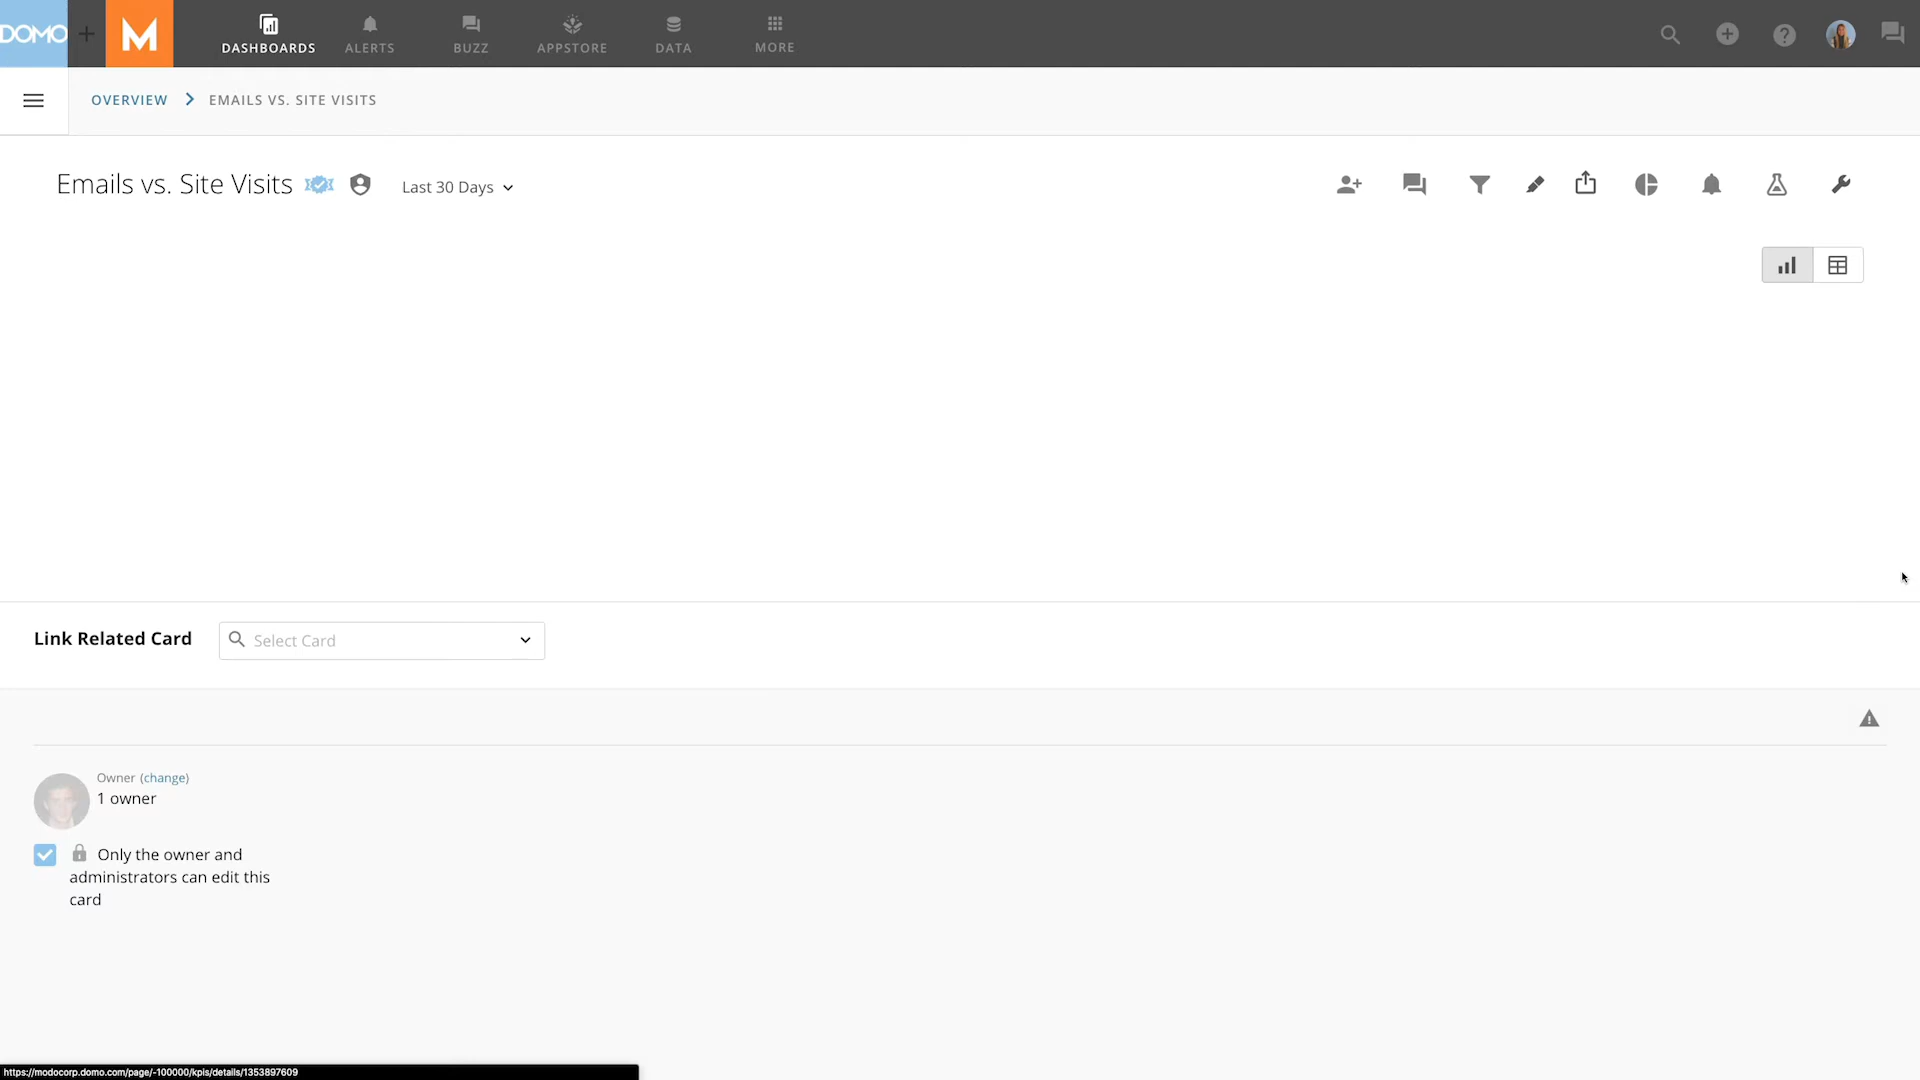 DOMO
M
DASHBOARDS
ALERTS
BUZZ
APPSTORE
DATA
MORE
OVERVIEW
EMAILS VS. SITE VISITS
Emails vs. Site Visits
Last 30 Days
Link Related Card
Select Card
Owner (change)
1 owner
Only the owner and
administrators can edit this
card
https://modocorp.domo.com/page/-100000/kpis/details/1353897609